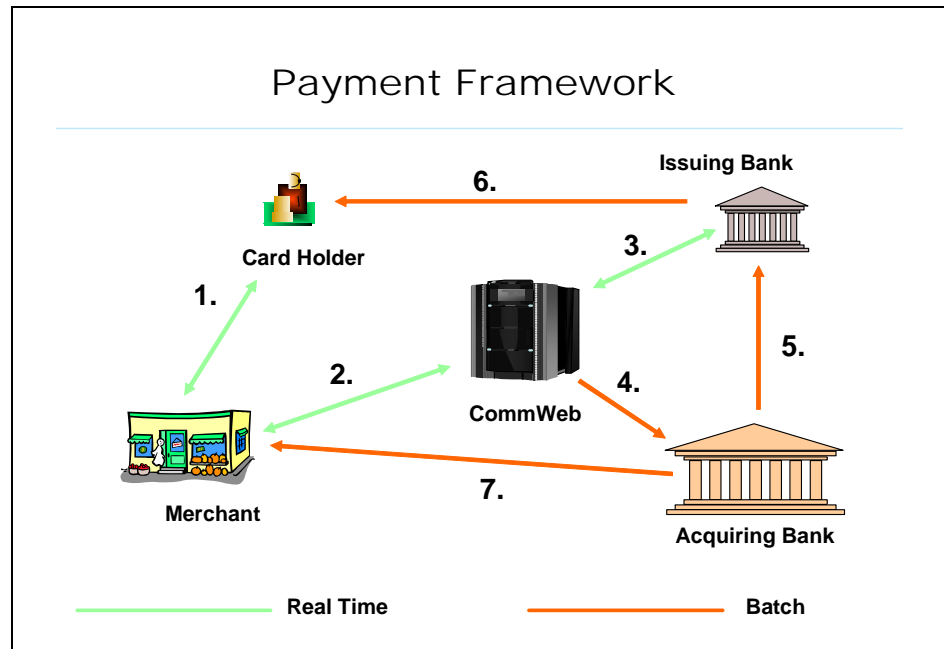 Payment Framework
Issuing Bank
6.
3.
Card Holder
1.
5.
2.
4.
CommWeb
7.
Merchant
Acquiring Bank
Real Time
Batch